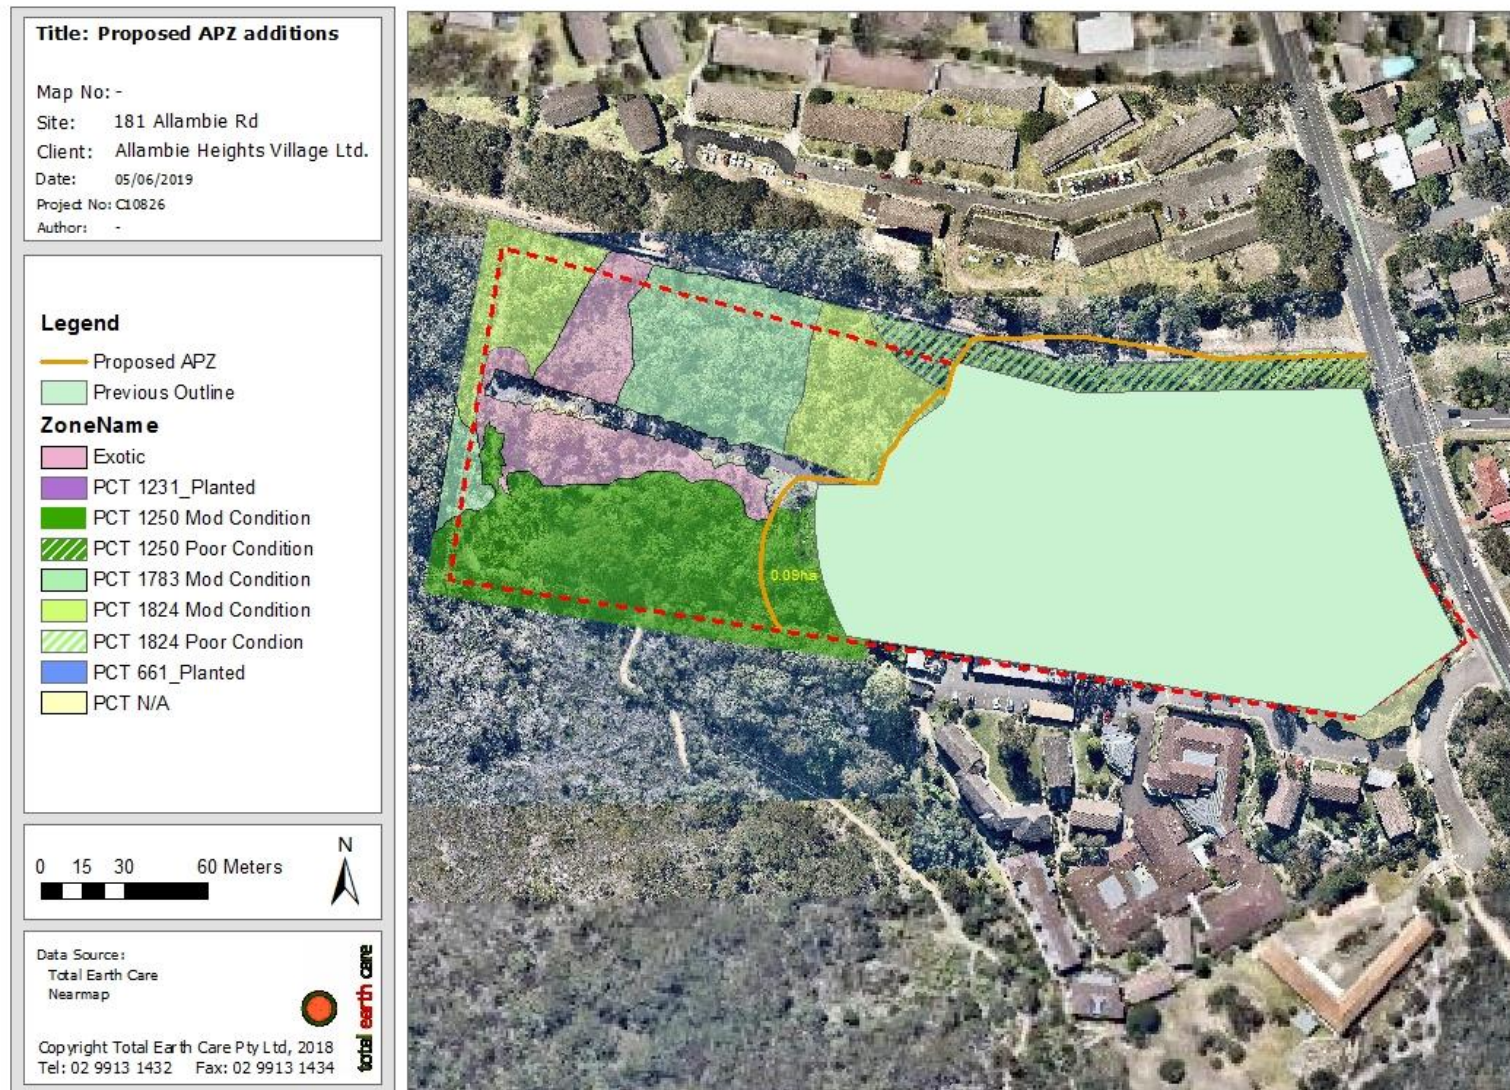 Title: Proposed APZ additions
Map No: -
Site: 181 Allambie Rd
Client: Allambie Heights Village Ltd.
Date: 05/06/2019
Project No: C10826
Author: -
Legend
Proposed APZ
Previous Outline
ZoneName
Exotic
PCT 1231_Planted
PCT 1250 Mod Condition
PCT 1250 Poor Condition
PCT 1783 Mod Condition
PCT 1824 Mod Condition
PCT 1824 Poor Condion
PCT 661_Planted
PCT N/A
0 15 30 60 Meters
N
Data Source:
Total Earth Care
Nearmap
total earth care
Copyright Total Earth Care Pty Ltd, 2018
Tel: 02 9913 1432 Fax: 02 9913 1434
0.09ha